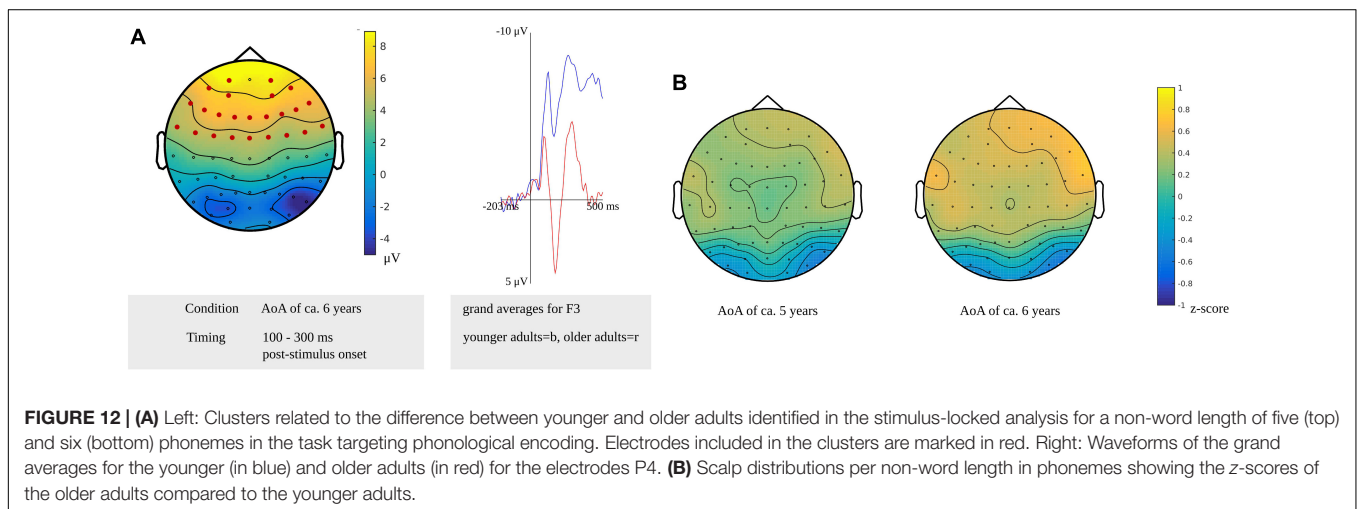 A
8
6
4
2
0
-2
-4
μV
-10 μV
-203 ms
500 ms
5 μV
Condition AoA of ca. 6 years
Timing 100 - 300 ms
post-stimulus onset
grand averages for F3
younger adults=b, older adults=r
B
AoA of ca. 5 years
AoA of ca. 6 years
1
0.8
0.6
0.4
0.2
0
-0.2
-0.4
-0.6
-0.8
-1
z-score
FIGURE 12 | (A) Left: Clusters related to the difference between younger and older adults identified in the stimulus-locked analysis for a non-word length of five (top)
and six (bottom) phonemes in the task targeting phonological encoding. Electrodes included in the clusters are marked in red. Right: Waveforms of the grand
averages for the younger (in blue) and older adults (in red) for the electrodes P4. (B) Scalp distributions per non-word length in phonemes showing the z-scores of
the older adults compared to the younger adults.